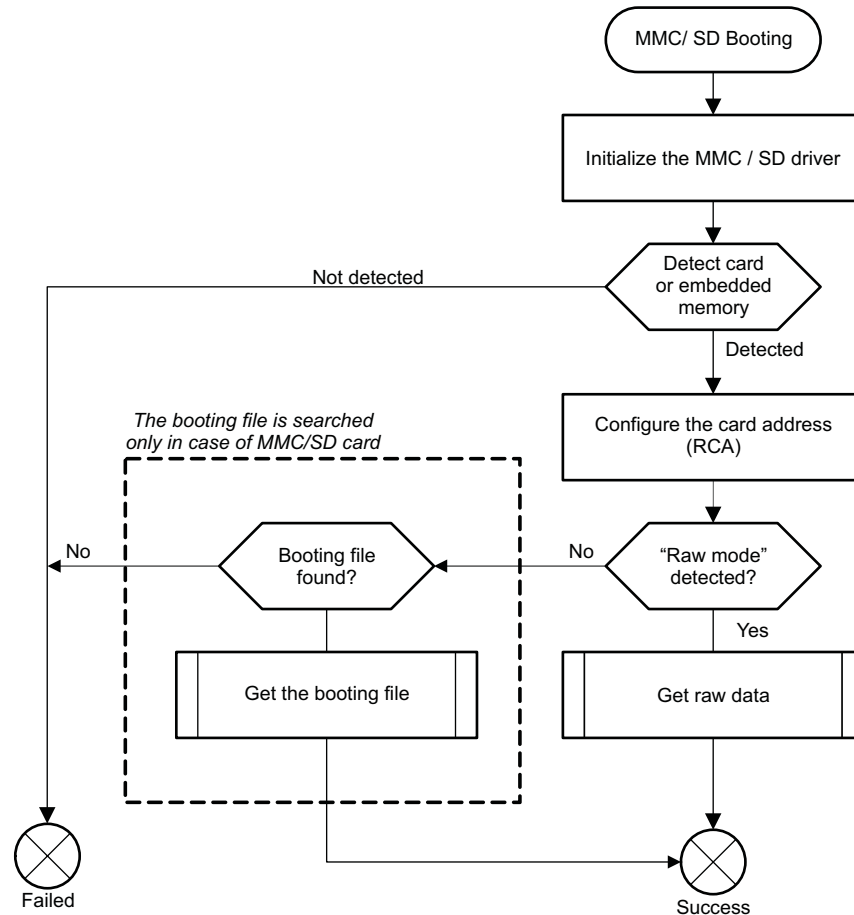 MMC/ SD Booting
Initialize the MMC / SD driver
Detect card
or embedded
memory
Not detected
Detected
Configure the card address
(RCA)
The booting file is searched
only in case of MMC/SD card
“Raw mode”
detected?
No
Booting file
found?
No
Yes
Get the booting file
Get raw data
Failed
Success